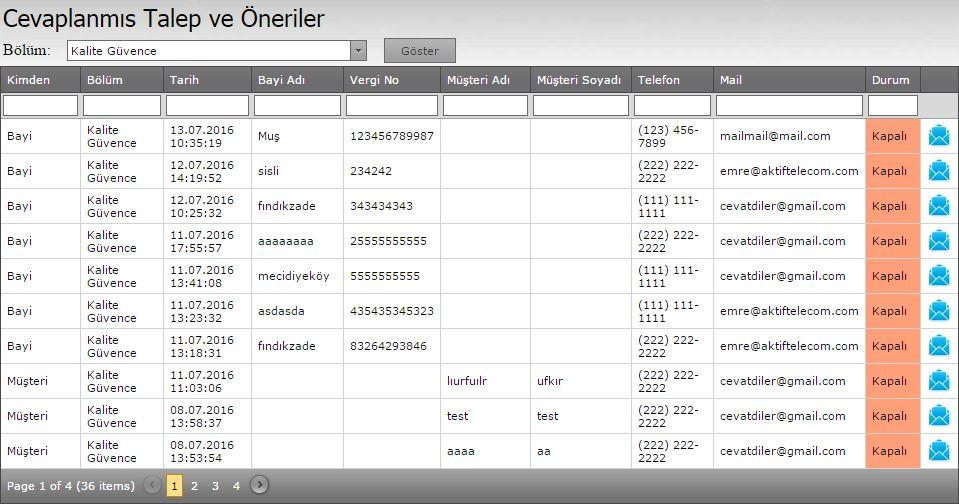 Cevaplanmıs Talep ve Öneriler
Bölüm: Kalite Güvence Göster
Kimden Bölüm Tarih Bayi Adı Vergi No Müşteri Adı Müşteri Soyadı Telefon Mail Durum
Bayi Kalite Güvence 13.07.2016 10:35:19 Muş 123456789987 (123) 456-7899 mailmail@mail.com Kapalı
Bayi Kalite Güvence 12.07.2016 14:19:52 sisli 234242 (222) 222-2222 emre@aktiftelecom.com Kapalı
Bayi Kalite Güvence 12.07.2016 10:25:32 fındıkzade 343434343 (111) 111-1111 cevatdiler@gmail.com Kapalı
Bayi Kalite Güvence 11.07.2016 17:55:57 aaaaaaaa 25555555555 (222) 222-2222 cevatdiler@gmail.com Kapalı
Bayi Kalite Güvence 11.07.2016 13:41:08 mecidiyeköy 5555555555 (111) 111-1111 cevatdiler@gmail.com Kapalı
Bayi Kalite Güvence 11.07.2016 13:23:32 asdasda 435435345323 (111) 111-1111 emre@aktiftelecom.com Kapalı
Bayi Kalite Güvence 11.07.2016 13:18:31 fındıkzade 83264293846 (222) 222-2222 emre@aktiftelecom.com Kapalı
Müşteri Kalite Güvence 11.07.2016 11:03:06 lıurfuılr ufkır (222) 222-2222 cevatdiler@gmail.com Kapalı
Müşteri Kalite Güvence 08.07.2016 13:58:37 test test (222) 222-2222 cevatdiler@gmail.com Kapalı
Müşteri Kalite Güvence 08.07.2016 13:53:54 aaaa aa (222) 222-2222 cevatdiler@gmail.com Kapalı
Page 1 of 4 (36 items) 1 2 3 4